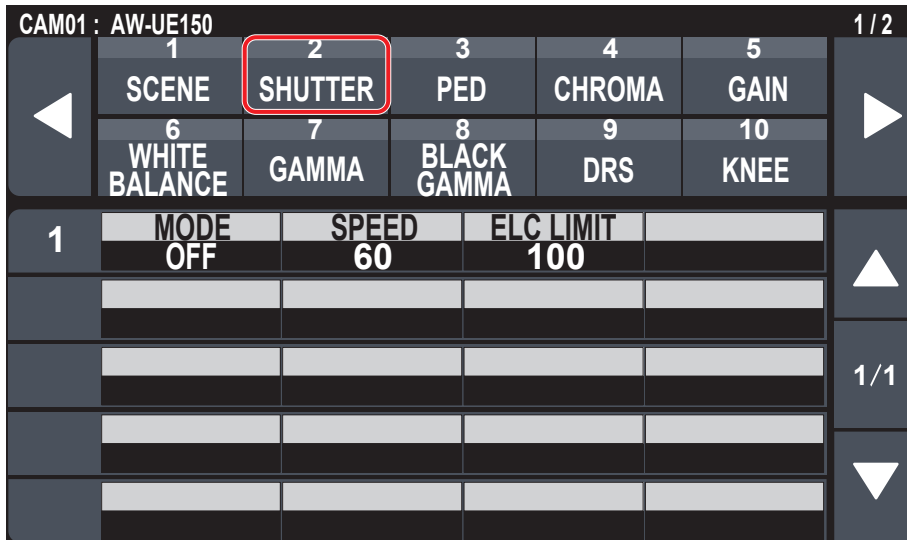 CAM01 : AW-UE150 1 / 2
1 2 3 4 5
SCENE SHUTTER PED CHROMA GAIN
6 7 8 9 10
WHITE BALANCE GAMMA BLACK GAMMA DRS KNEE
1 MODE SPEED ELC LIMIT
OFF 60 100
1/1